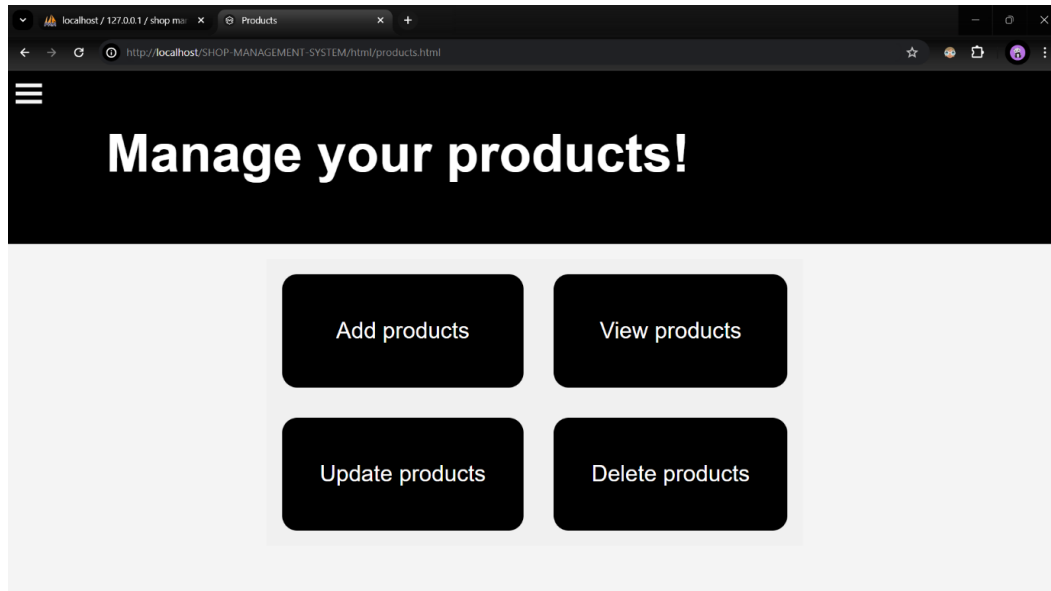 localhost / 127.0.0.1 / shop ma
Products
http://localhost/SHOP-MANAGEMENT-SYSTEM/html/products.html
Manage your products!
Add products
View products
Update products
Delete products